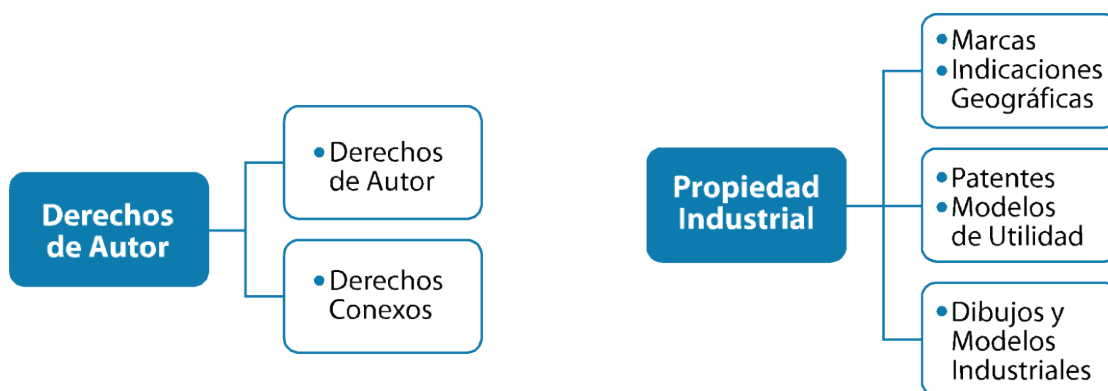 Derechos
de Autor
• Derechos
de Autor
• Derechos
Conexos
Propiedad
Industrial
• Marcas
• Indicaciones
Geográficas
• Patentes
• Modelos
de Utilidad
• Dibujos y
Modelos
Industriales